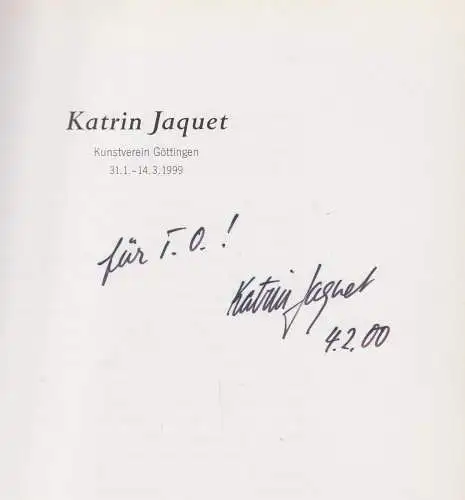 Katrin Jaquet
Kunstverein Göttingen
31.1.–14.3.1999
für T. O. !
Katrin Jaquet
4.2.00